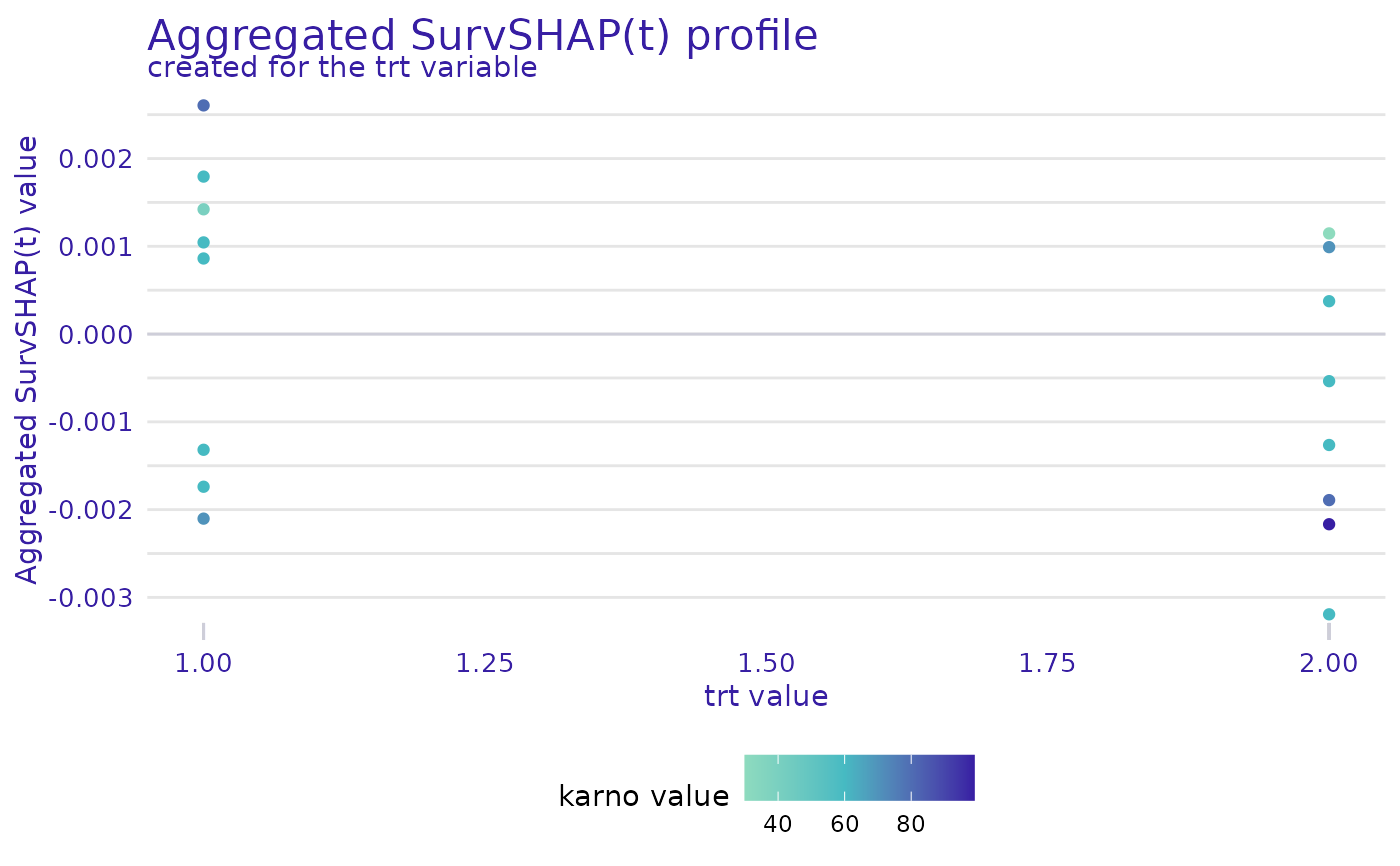 Aggregated SurvSHAP(t) profile
created for the trt variable
Aggregated SurvSHAP(t) value
0.002
0.001
0.000
-0.001
-0.002
-0.003
1.00 1.25 1.50 1.75 2.00
trt value
karno value
40 60 80